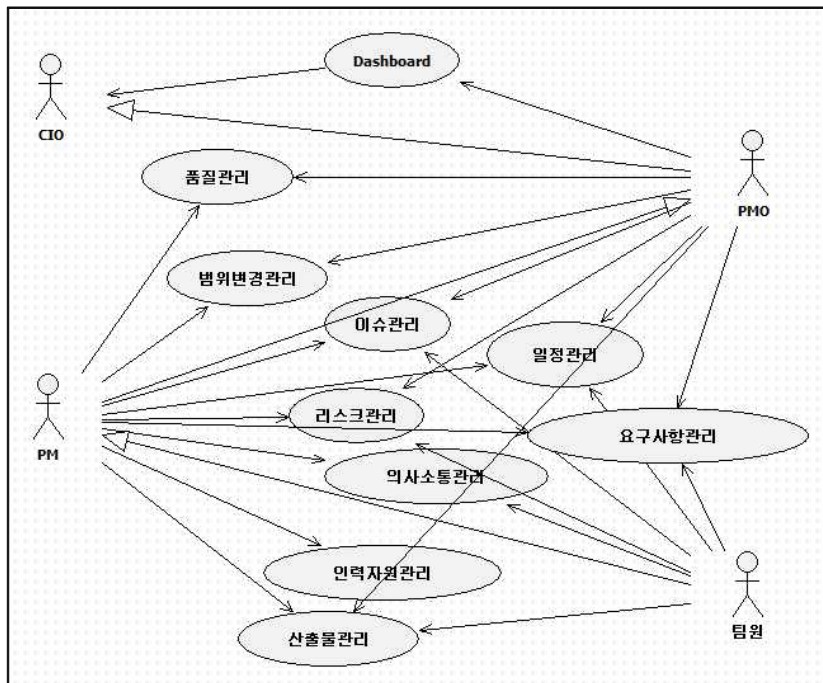 Dashboard
CIO
품질관리
PMO
범위변경관리
이슈관리
일정관리
리스크관리
PM
요구사항관리
의사소통관리
인력자원관리
산출물관리
팀원